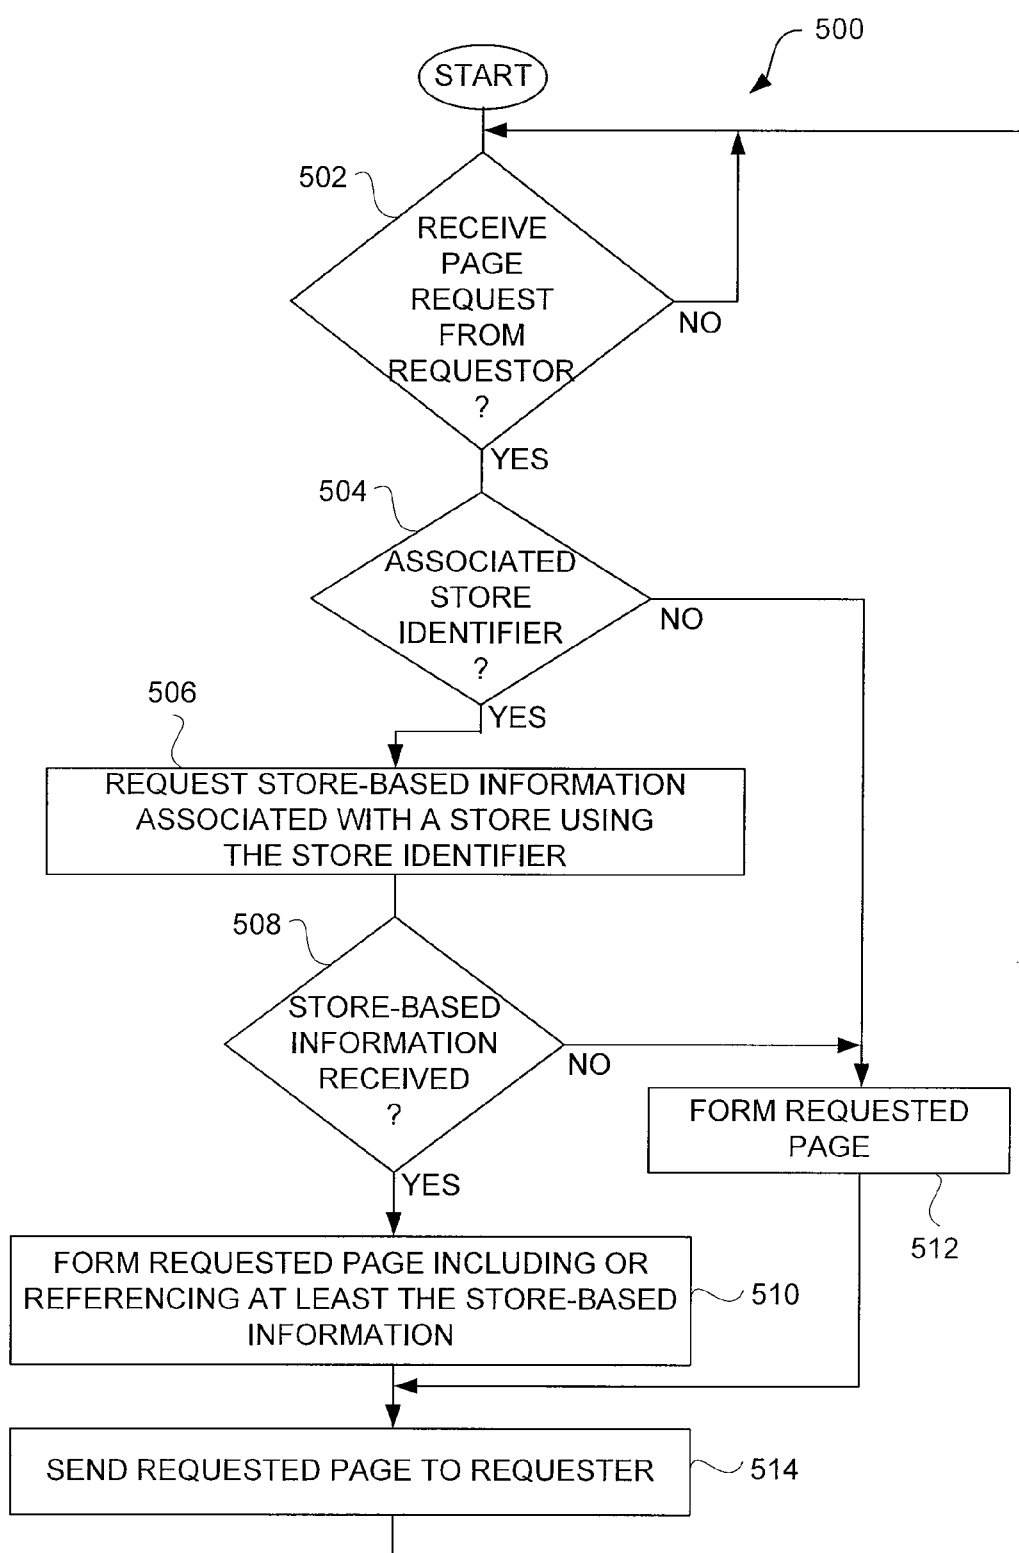 500
START
502
RECEIVE
PAGE
REQUEST
FROM
REQUESTOR
?
NO
YES
504
ASSOCIATED
STORE
IDENTIFIER
?
NO
YES
506
REQUEST STORE-BASED INFORMATION
ASSOCIATED WITH A STORE USING
THE STORE IDENTIFIER
508
STORE-BASED
INFORMATION
RECEIVED
?
NO
YES
FORM REQUESTED
PAGE
512
FORM REQUESTED PAGE INCLUDING OR
REFERENCING AT LEAST THE STORE-BASED
INFORMATION
510
SEND REQUESTED PAGE TO REQUESTER
514